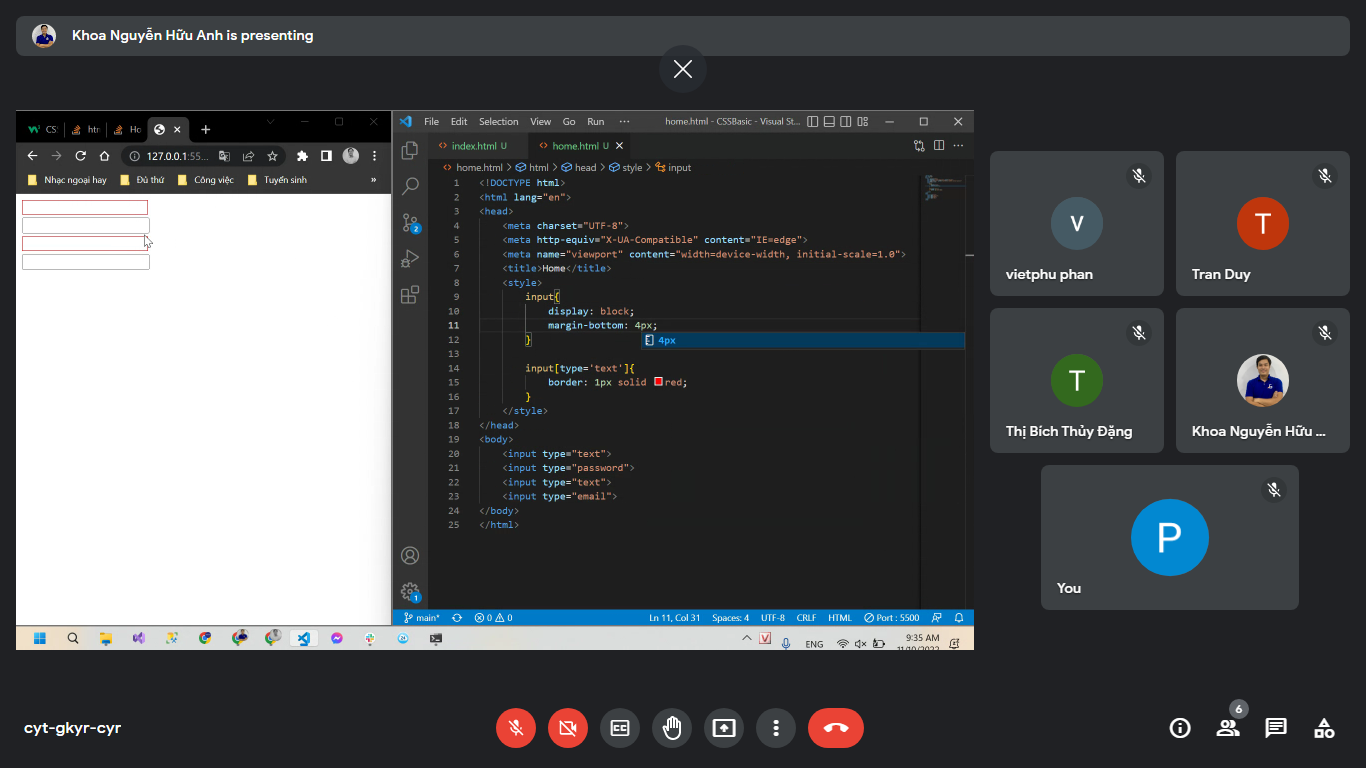 Khoa Nguyễn Hữu Anh is presenting
CS
htr
Ho
127.0.0.1:55...
Nhạc ngoại hay
Đủ thứ
Công việc
Tuyển sinh
»
File Edit Selection View Go Run ···
home.html - CSSBasic - Visual St...
index.html U
home.html U
home.html > html > head > style > input
1 <!DOCTYPE html>
2 <html lang="en">
3 <head>
4 <meta charset="UTF-8">
5 <meta http-equiv="X-UA-Compatible" content="IE=edge">
6 <meta name="viewport" content="width=device-width, initial-scale=1.0">
7 <title>Home</title>
8 <style>
9 input{
10 display: block;
11 margin-bottom: 4px;
12 }
4px
13
14 input[type='text']{
15 border: 1px solid red;
16 }
17 </style>
18 </head>
19 <body>
20 <input type="text">
21 <input type="password">
22 <input type="text">
23 <input type="email">
24 </body>
25 </html>
2
1
main*
0 0
Ln 11, Col 31 Spaces: 4 UTF-8 CRLF HTML Port : 5500
ENG
9:35 AM
V
vietphu phan
T
Tran Duy
T
Thị Bích Thủy Đặng
Khoa Nguyễn Hữu ...
P
You
cyt-gkyr-cyr
6